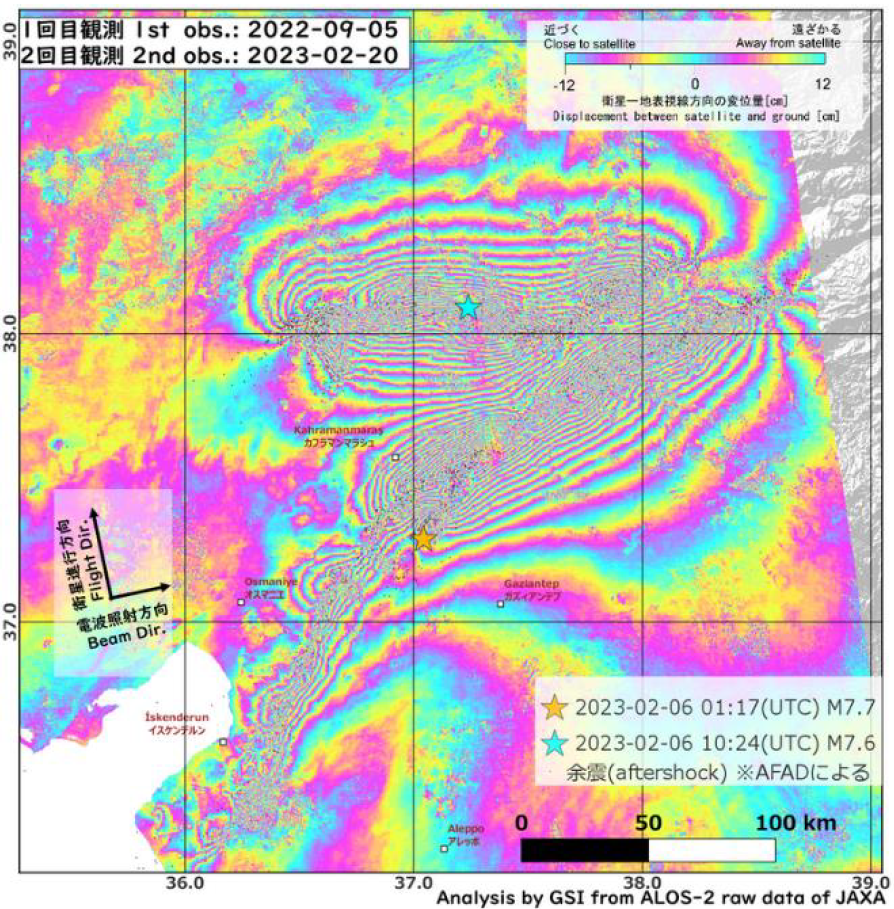 1回目観測 1st obs.: 2022-09-05
2回目観測 2nd obs.: 2023-02-20
近づく 遠ざかる
Close to satellite Away from satellite
-12 0 12
衛星－地表視線方向の変位量[cm]
Displacement between satellite and ground [cm]
39.0
38.0
37.0
Kahramanmaraş
カフラマンマラシュ
衛星進行方向
Flight Dir.
電波照射方向
Beam Dir.
Osmaniye
オスマニエ
Gaziantep
ガズィアンテプ
İskenderun
イスケンデルン
Aleppo
アレッポ
2023-02-06 01:17(UTC) M7.7
2023-02-06 10:24(UTC) M7.6
余震(aftershock) ※AFADによる
0 50 100 km
36.0 37.0 38.0 39.0
Analysis by GSI from ALOS-2 raw data of JAXA